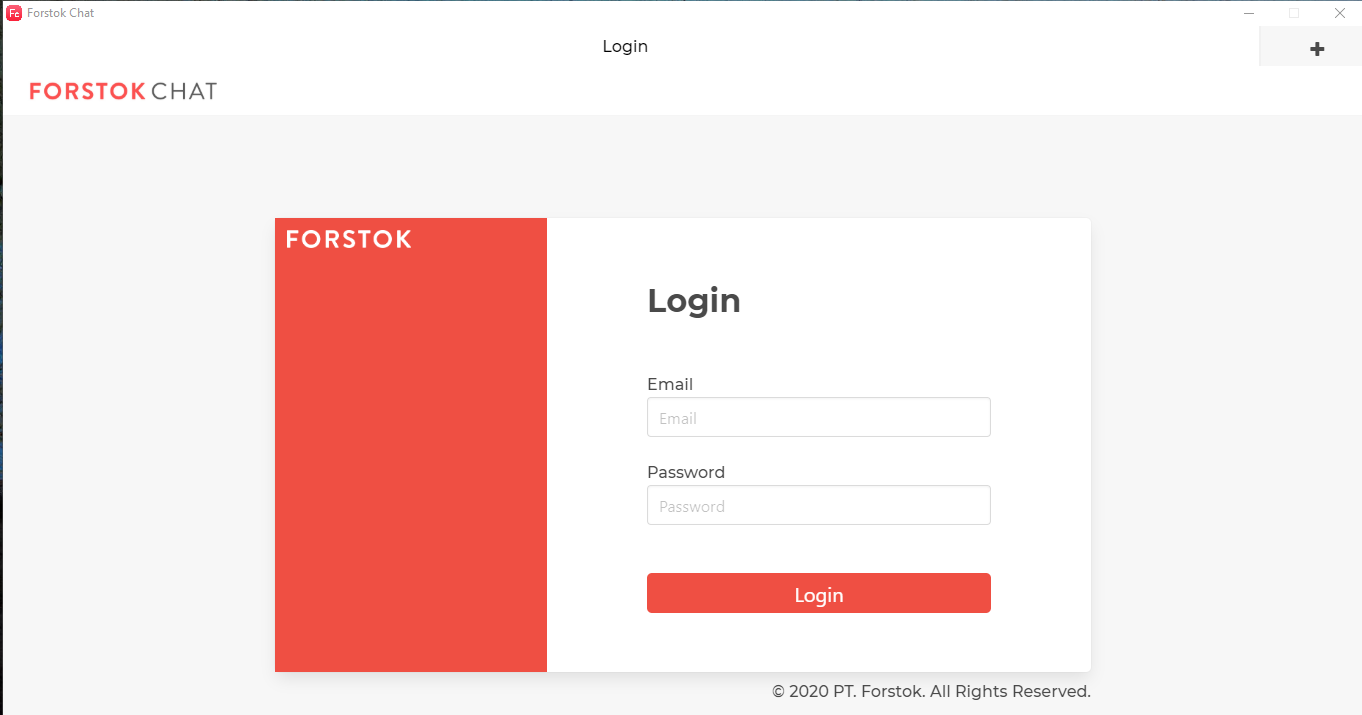 Fc Forstok Chat
Login
FORSTOK CHAT
FORSTOK
Login
Email
Email
Password
Password
Login
© 2020 PT. Forstok. All Rights Reserved.